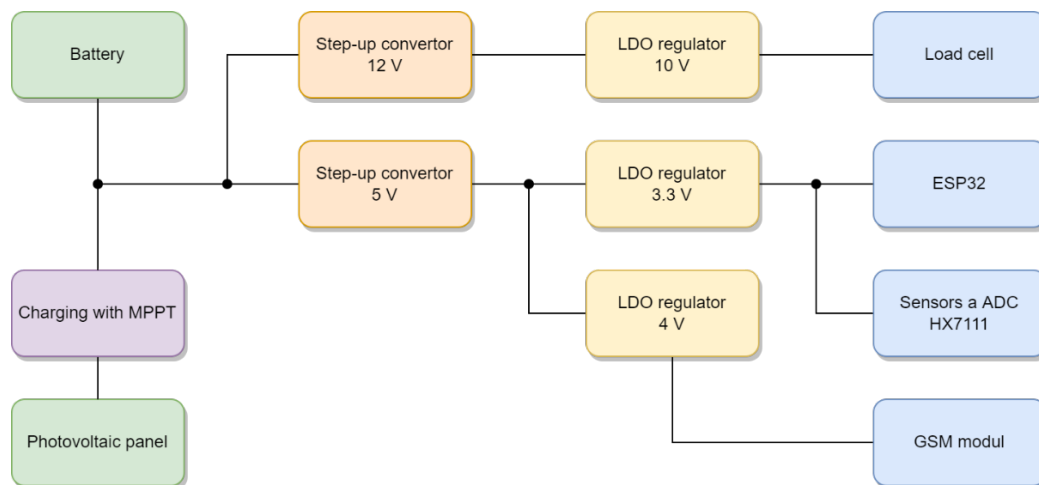 Battery
Step-up convertor
12 V
LDO regulator
10 V
Load cell
Step-up convertor
5 V
LDO regulator
3.3 V
ESP32
Charging with MPPT
LDO regulator
4 V
Sensors a ADC
HX7111
Photovoltaic panel
GSM modul